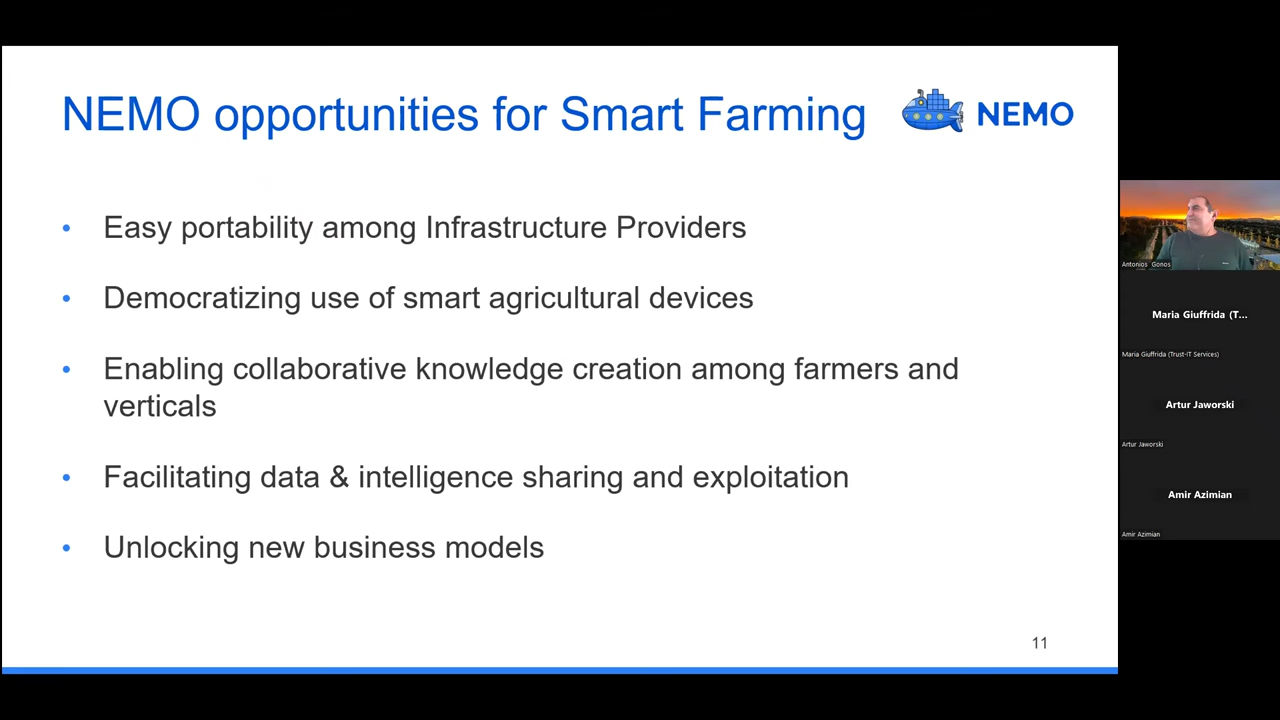 NEMO opportunities for Smart Farming
NEMO
• Easy portability among Infrastructure Providers
• Democratizing use of smart agricultural devices
• Enabling collaborative knowledge creation among farmers and
verticals
• Facilitating data & intelligence sharing and exploitation
• Unlocking new business models
11
Antonios Gonos
Maria Giuffrida (T...
Maria Giuffrida (Trust-IT Services)
Artur Jaworski
Artur Jaworski
Amir Azimian
Amir Azimian